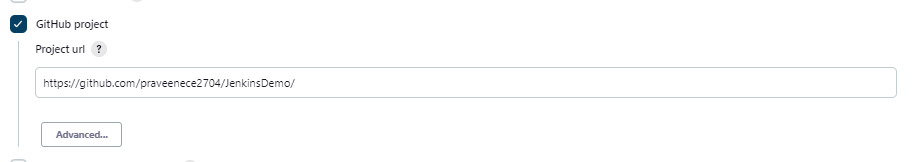 GitHub project
Project url ?
https://github.com/praveenece2704/JenkinsDemo/
Advanced...